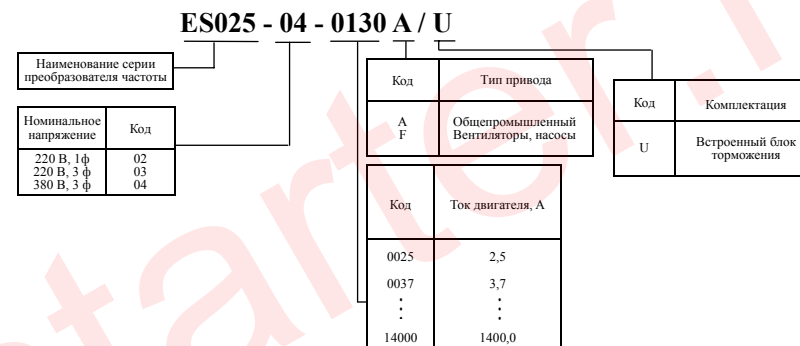 ES025 - 04 - 0130 A / U
Наименование серии
преобразователя частоты
Номинальное напряжение Код
220 В, 1ф 02
220 В, 3 ф 03
380 В, 3 ф 04
Код Тип привода
A Общепромышленный
F Вентиляторы, насосы
Код Ток двигателя, А
0025 2,5
0037 3,7
14000 1400,0
Код Комплектация
U Встроенный блок
торможения